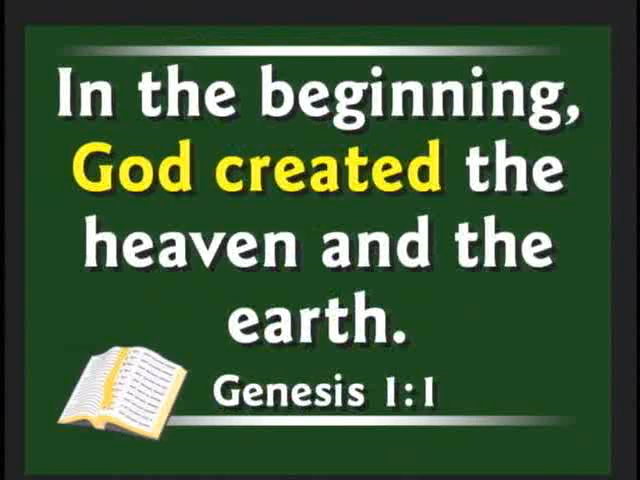 In the beginning,
God created the
heaven and the
earth.
Genesis 1:1